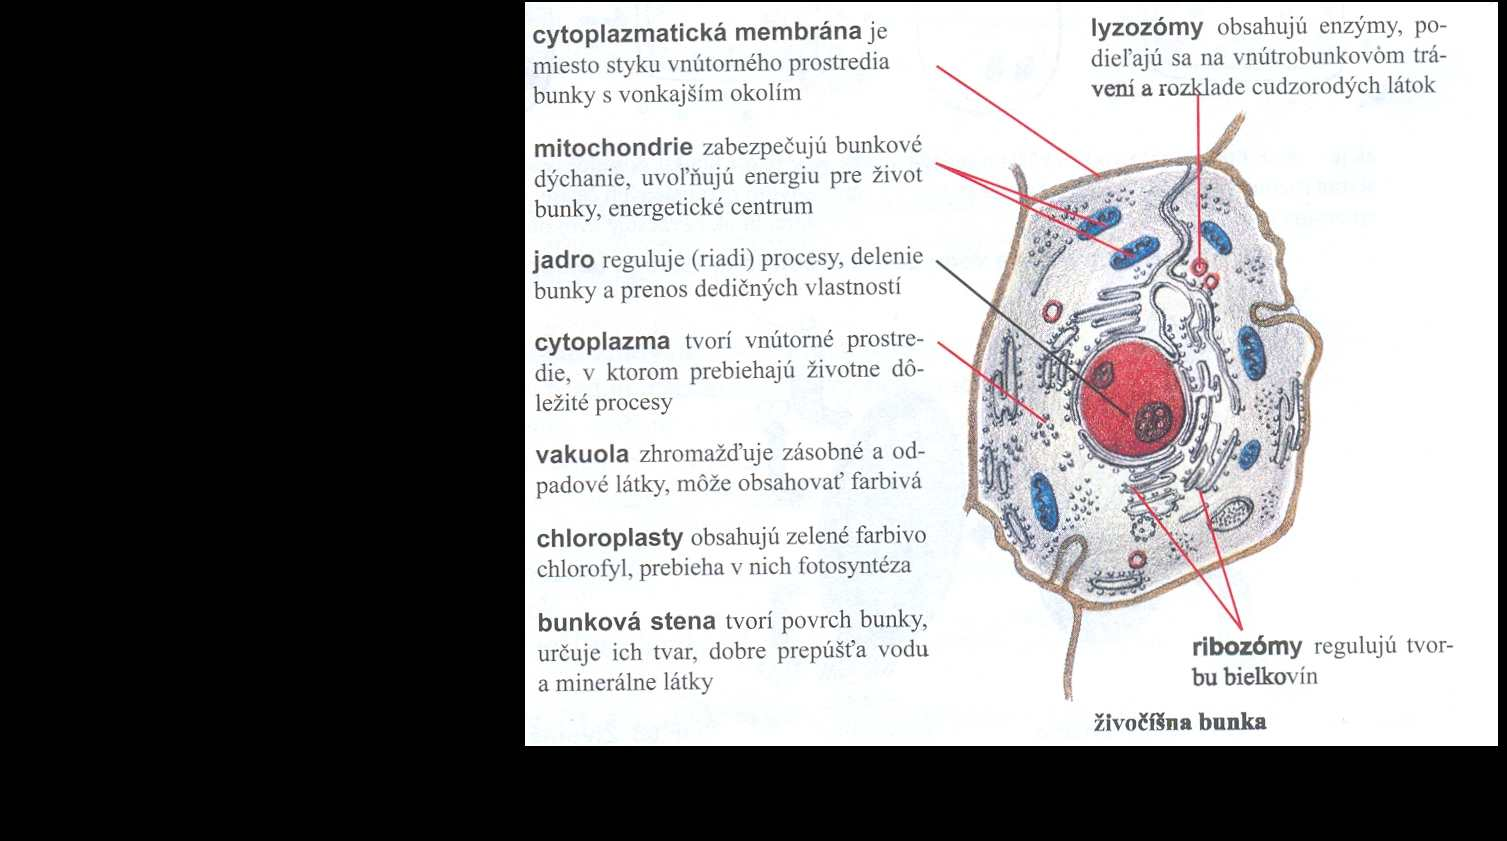 cytoplazmatická membrána je
miesto styku vnútorného prostredia
bunky s vonkajším okolím
mitochondrie zabezpečujú bunkové
dýchanie, uvoľňujú energiu pre život
bunky, energetické centrum
jadro reguluje (riadi) procesy, delenie
bunky a prenos dedičných vlastností
cytoplazma tvorí vnútorné prostre-
die, v ktorom prebiehajú životne dô-
ležité procesy
vakuola zhromažďuje zásobné a od-
padové látky, môže obsahovať farbivá
chloroplasty obsahujú zelené farbivo
chlorofyl, prebieha v nich fotosyntéza
bunková stena tvorí povrch bunky,
určuje ich tvar, dobre prepúšťa vodu
a minerálne látky
lyzozómy obsahujú enzýmy, po-
dieľajú sa na vnútrobunkovom trá-
vení a rozklade cudzorodých látok
ribozómy regulujú tvor-
bu bielkovín
živočíšna bunka